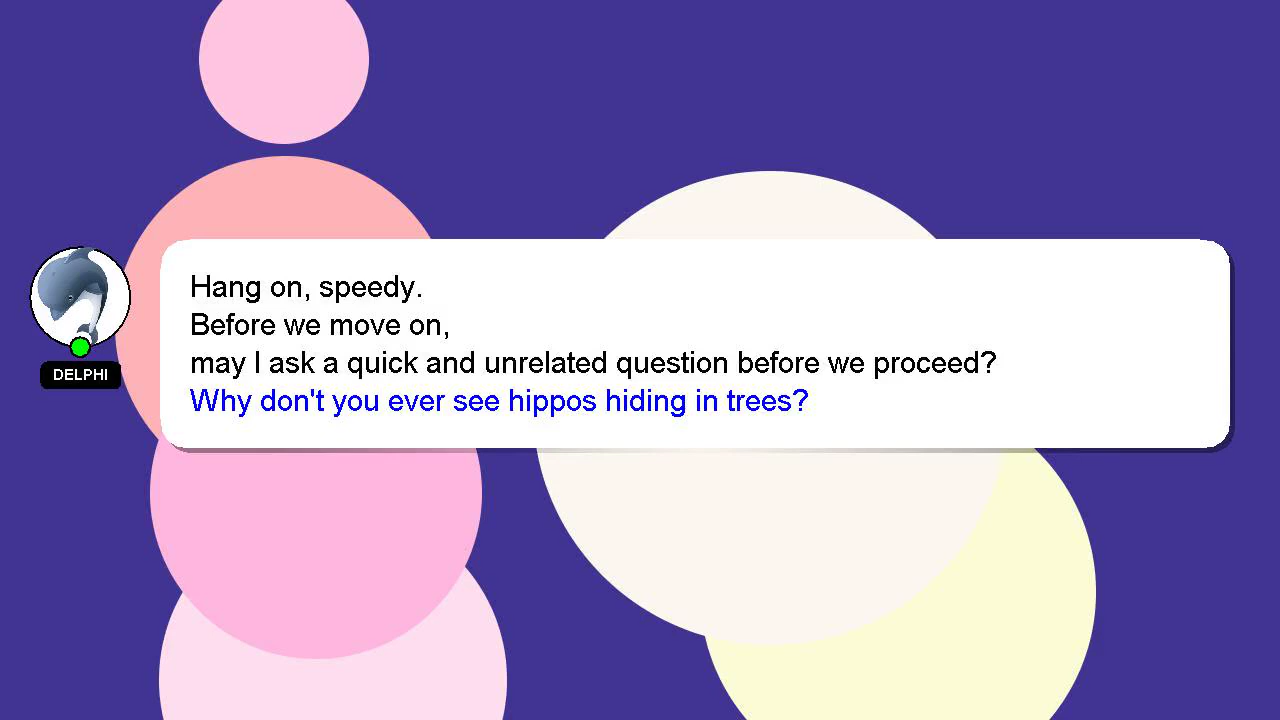 Hang on, speedy.
Before we move on,
may I ask a quick and unrelated question before we proceed?
Why don't you ever see hippos hiding in trees?
DELPHI